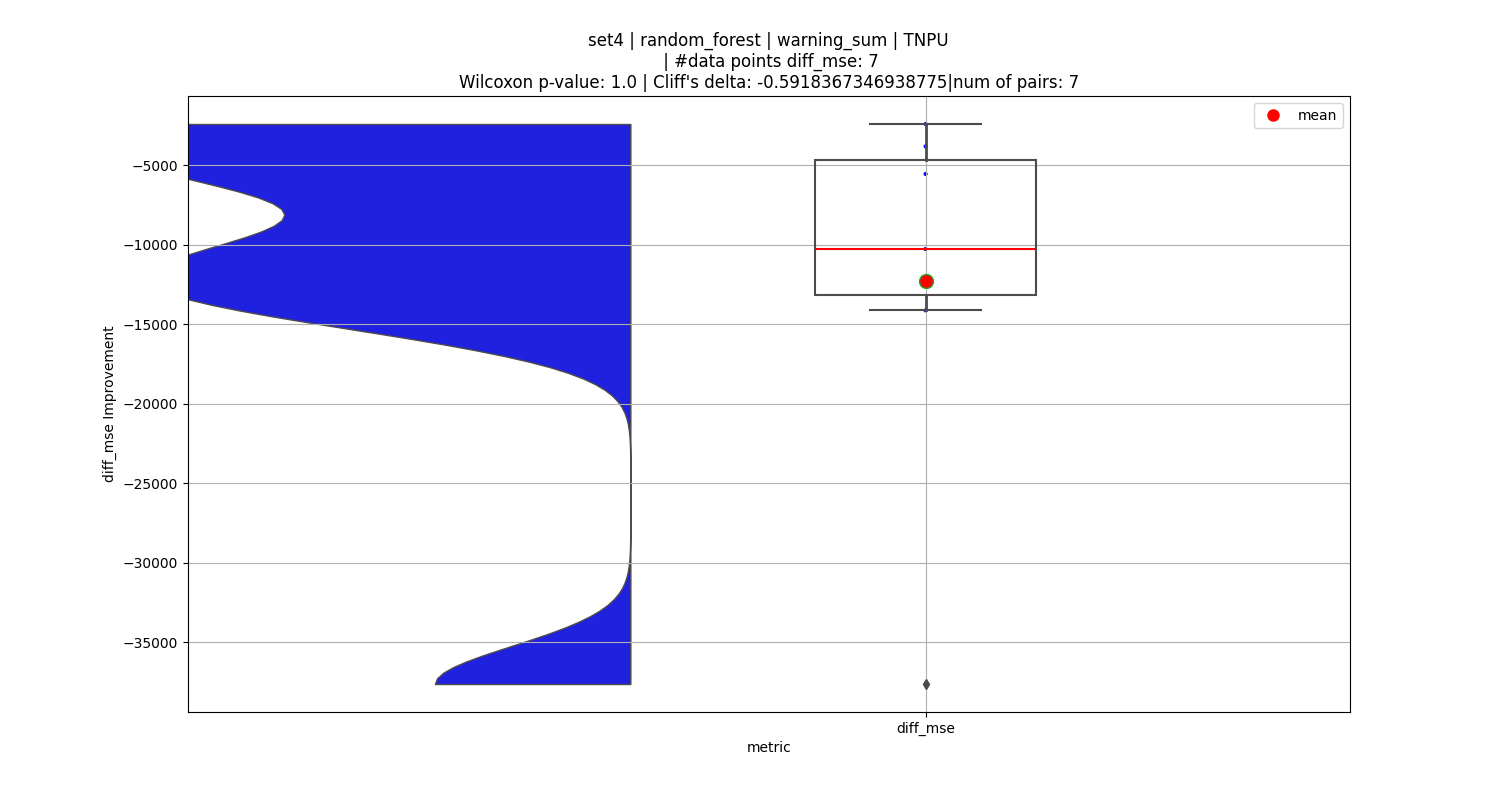 set4 | random_forest | warning_sum | TNPU
| #data points diff_mse: 7
Wilcoxon p-value: 1.0 | Cliff's delta: -0.5918367346938775|num of pairs: 7
mean
−5000
−10000
−15000
−20000
−25000
−30000
−35000
diff_mse Improvement
diff_mse
metric